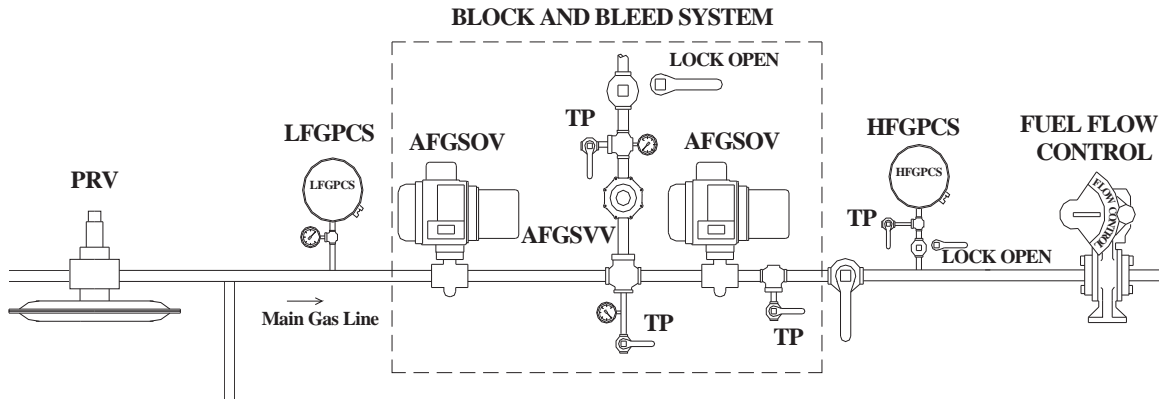 BLOCK AND BLEED SYSTEM
LOCK OPEN
TP
LFGPCS
AFGSOV
AFGSOV
HFGPCS
FUEL FLOW
CONTROL
PRV
LFGPCS
HFGPCS
FLOW CONTROL
TP
AFGSVV
LOCK OPEN
Main Gas Line
TP
TP